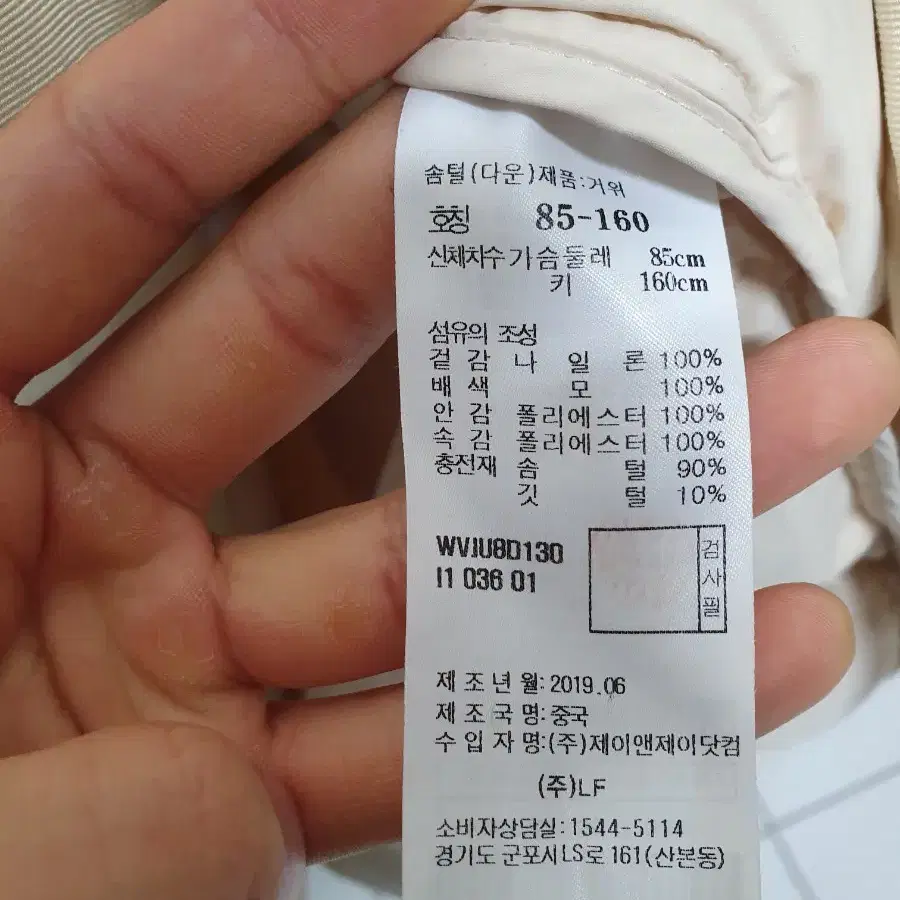 솜털(다운)제품:거위
호칭 85-160
신체치수 가슴둘레 85cm
키 160cm
섬유의 조성
겉감 나일론 100%
배색 모 100%
안감 폴리에스터 100%
속감 폴리에스터 100%
충전재 솜털 90%
깃털 10%
WVJU8D130
I1 036 01
검사필
제조년월: 2019.06
제조국명: 중국
수입자명:(주)제이앤제이닷컴
(주)LF
소비자상담실: 1544-5114
경기도 군포시 LS로 161(산본동)